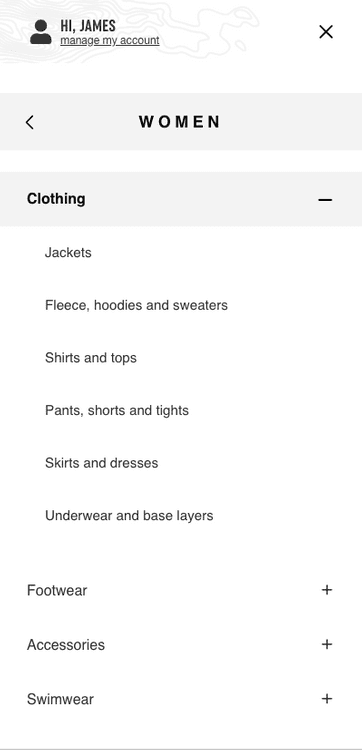 HI, JAMES
manage my account
WOMEN
Clothing
Jackets
Fleece, hoodies and sweaters
Shirts and tops
Pants, shorts and tights
Skirts and dresses
Underwear and base layers
Footwear
Accessories
Swimwear